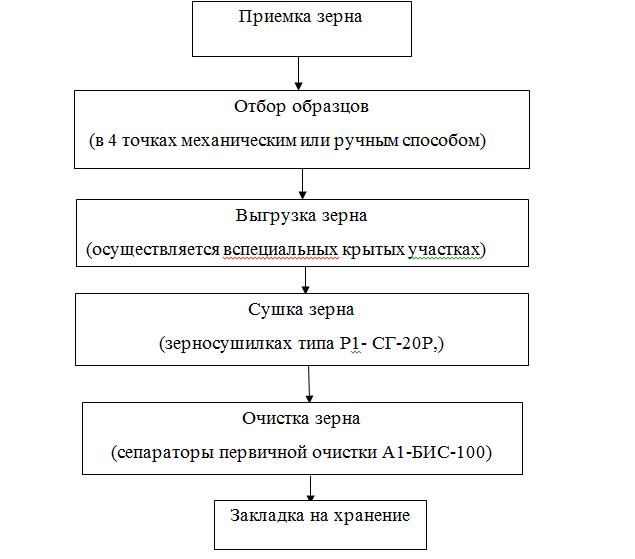 Приемка зерна
Отбор образцов
(в 4 точках механическим или ручным способом)
Выгрузка зерна
(осуществляется вспециальных крытых участках)
Сушка зерна
(зерносушилках типа Р1- СГ-20Р,)
Очистка зерна
(сепараторы первичной очистки А1-БИС-100)
Закладка на хранение